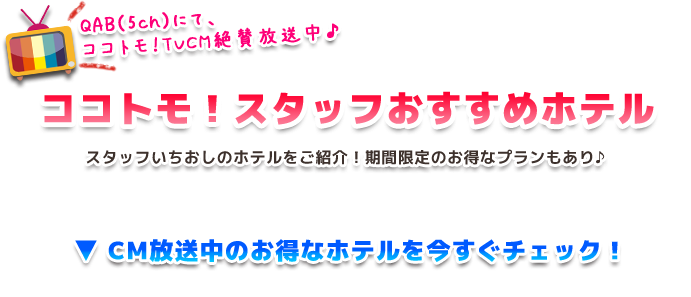 QAB(5ch)にて、
ココトモ!TVCM絶賛放送中♪
ココトモ！スタッフおすすめホテル
スタッフいちおしのホテルをご紹介！期間限定のお得なプランもあり♪
▼ CM放送中のお得なホテルを今すぐチェック！